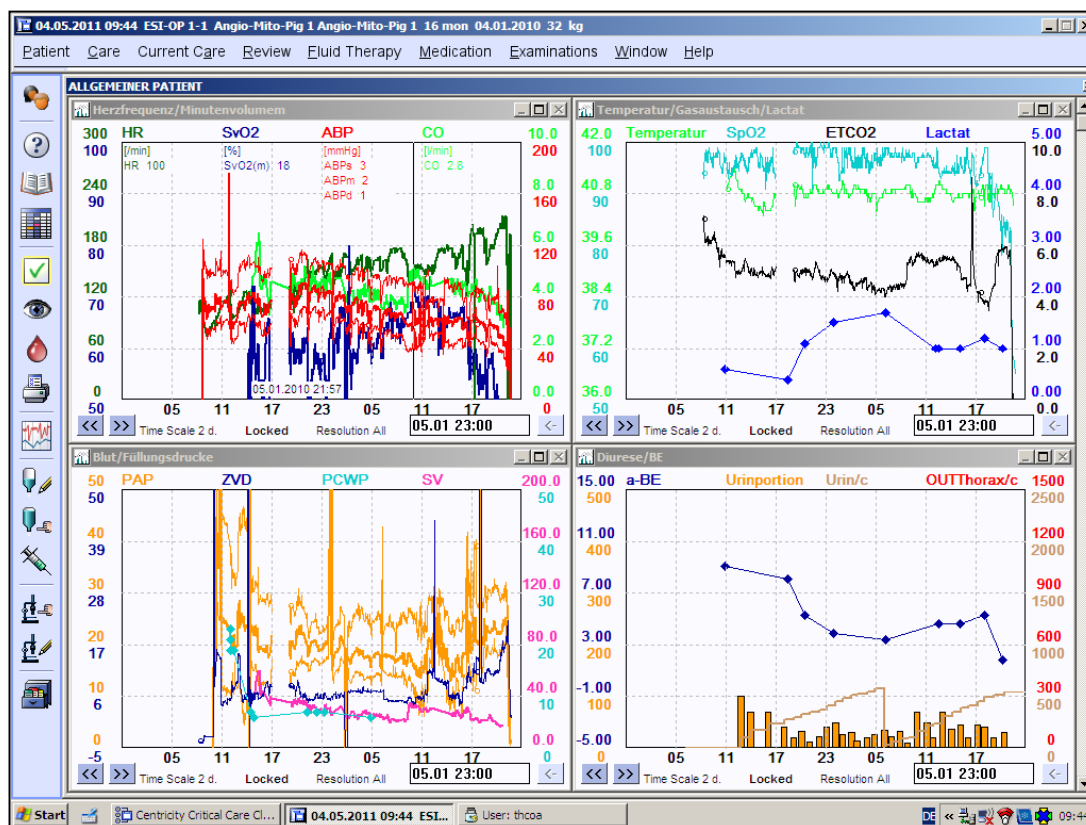 04.05.2011 09:44 ESI-OP 1-1 Angio-Mito-Pig 1 Angio-Mito-Pig 1 16 mon 04.01.2010 32 kg
Patient Care Current Care Review Fluid Therapy Medication Examinations Window Help
ALLGEMEINER PATIENT
Herzfrequenz/Minutenvolumem
300 HR SvO2 ABP CO 10.0
100 [/min] [%] [mmHg] [l/min] 200
HR 100 SvO2(m) 18 ABPs 3 CO 2.8
ABPm 2
ABPd 1
240 8.0
90 160
180 6.0
80 120
120 4.0
70 80
60 2.0
60 40
05.01.2010 21:57
0 0.0
50 05 11 17 23 05 11 17 0
<< >> Time Scale 2 d. Locked Resolution All 05.01 23:00 <-
Temperatur/Gasaustausch/Lactat
42.0 Temperatur SpO2 ETCO2 Lactat 5.00
100 10.0
40.8 4.00
90 8.0
39.6 3.00
80 6.0
38.4 2.00
70 4.0
37.2 1.00
60 2.0
36.0 0.00
50 05 11 17 23 05 11 17 0.0
<< >> Time Scale 2 d. Locked Resolution All 05.01 23:00 <-
Blut/Füllungsdrucke
50 PAP ZVD PCWP SV 200.0
50 50
40 160.0
39 40
30 120.0
28 30
20 80.0
17 20
10 40.0
6 10
0 0.0
-5 05 11 17 23 05 11 17 0
<< >> Time Scale 2 d. Locked Resolution All 05.01 23:00 <-
Diurese/BE
15.00 a-BE Urinportion Urin/c OUTThorax/c 1500
500 2500
11.00 1200
400 2000
7.00 900
300 1500
3.00 600
200 1000
-1.00 300
100 500
-5.00 0
0 05 11 17 23 05 11 17 0
<< >> Time Scale 2 d. Locked Resolution All 05.01 23:00 <-
Start Centricity Critical Care Cl... 04.05.2011 09:44 ESI... User: thcoa DE «